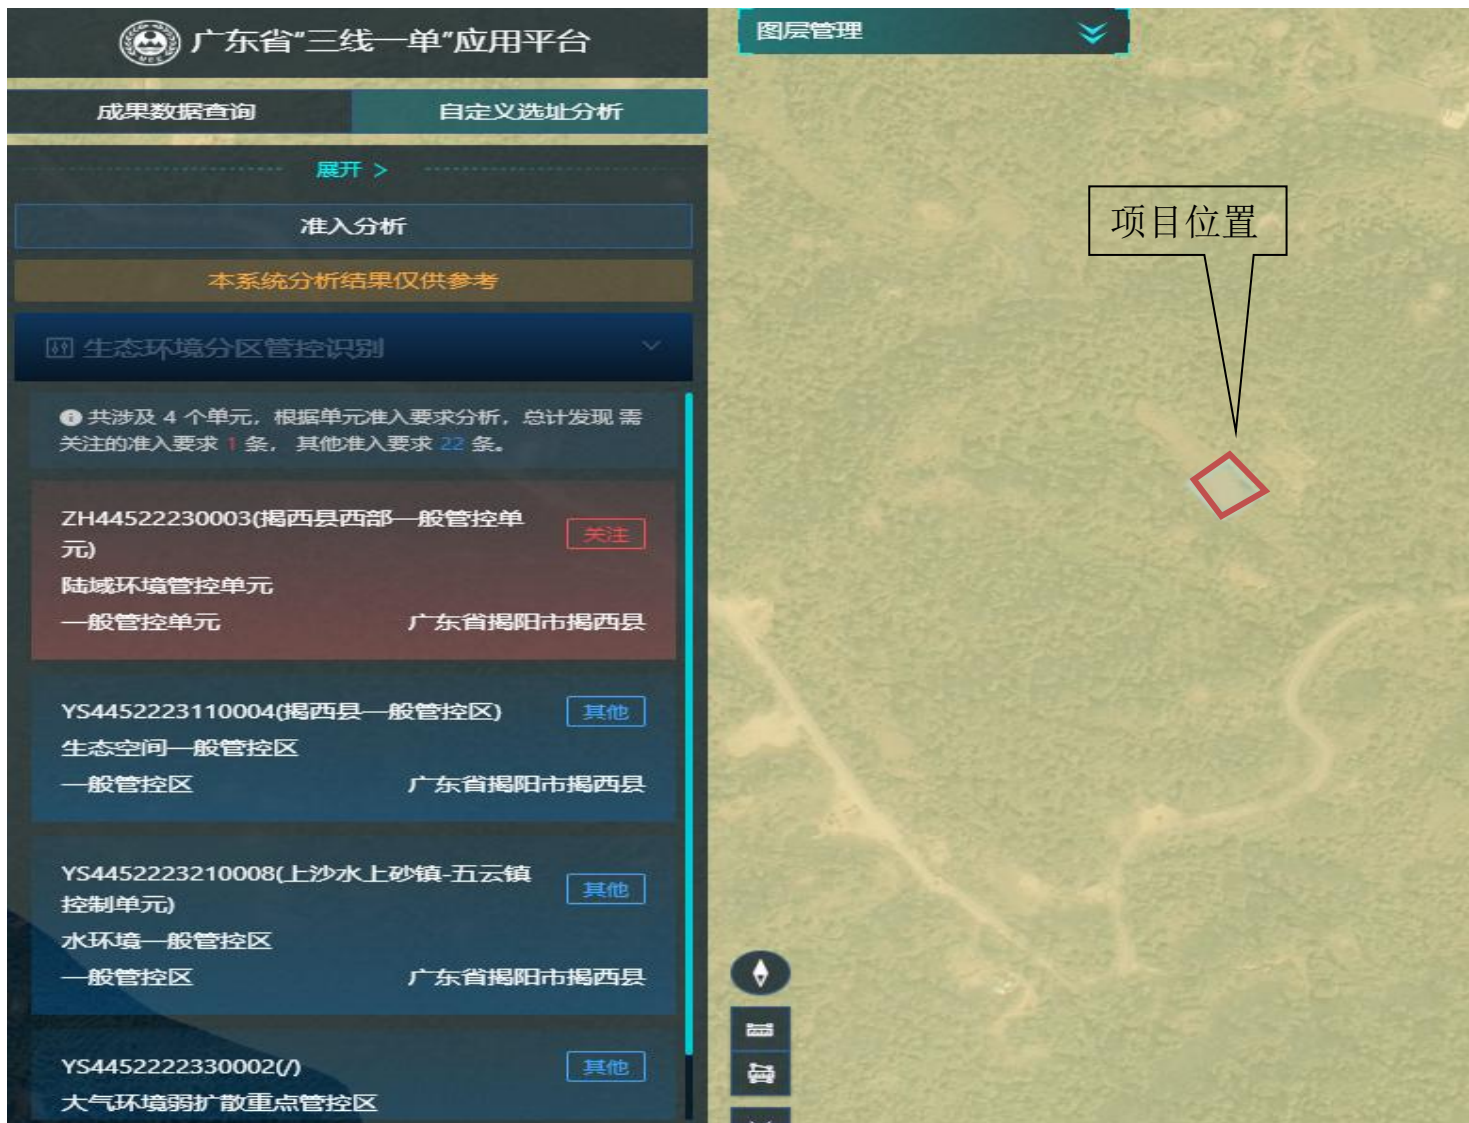 广东省"三线一单"应用平台
图层管理
成果数据查询
自定义选址分析
展开 >
准入分析
本系统分析结果仅供参考
生态环境分区管控识别
共涉及 4 个单元，根据单元准入要求分析，总计发现 需
关注的准入要求 1 条， 其他准入要求 22 条。
ZH44522230003(揭西县西部一般管控单
元)
关注
陆域环境管控单元
一般管控单元
广东省揭阳市揭西县
YS4452223110004(揭西县一般管控区)
其他
生态空间一般管控区
一般管控区
广东省揭阳市揭西县
YS4452223210008(上沙水上砂镇-五云镇
控制单元)
其他
水环境一般管控区
一般管控区
广东省揭阳市揭西县
YS4452222330002(/)
其他
大气环境弱扩散重点管控区
项目位置